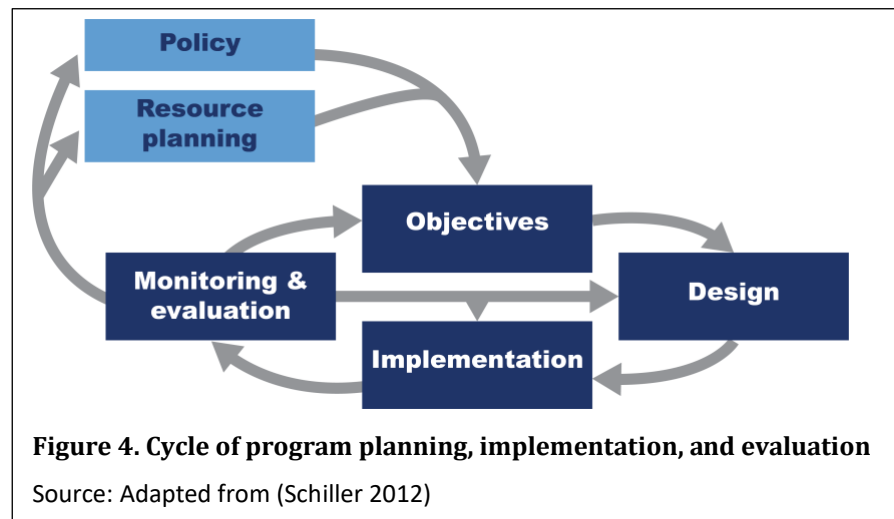 Policy
Resource
planning
Objectives
Monitoring &
evaluation
Design
Implementation
Figure 4. Cycle of program planning, implementation, and evaluation
Source: Adapted from (Schiller 2012)